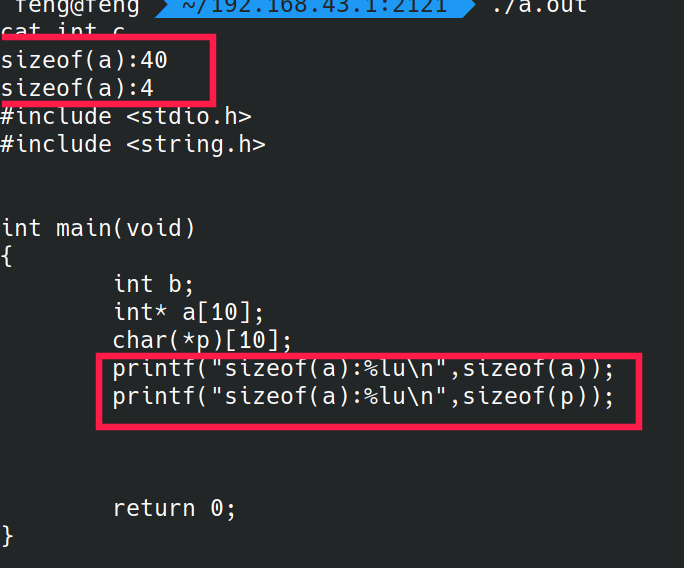 feng@feng ~/192.168.43.1:2121 ./a.out
cat int c
sizeof(a):40
sizeof(a):4
#include <stdio.h>
#include <string.h>
int main(void)
{
int b;
int* a[10];
char(*p)[10];
printf("sizeof(a):%lu\n",sizeof(a));
printf("sizeof(a):%lu\n",sizeof(p));
return 0;
}